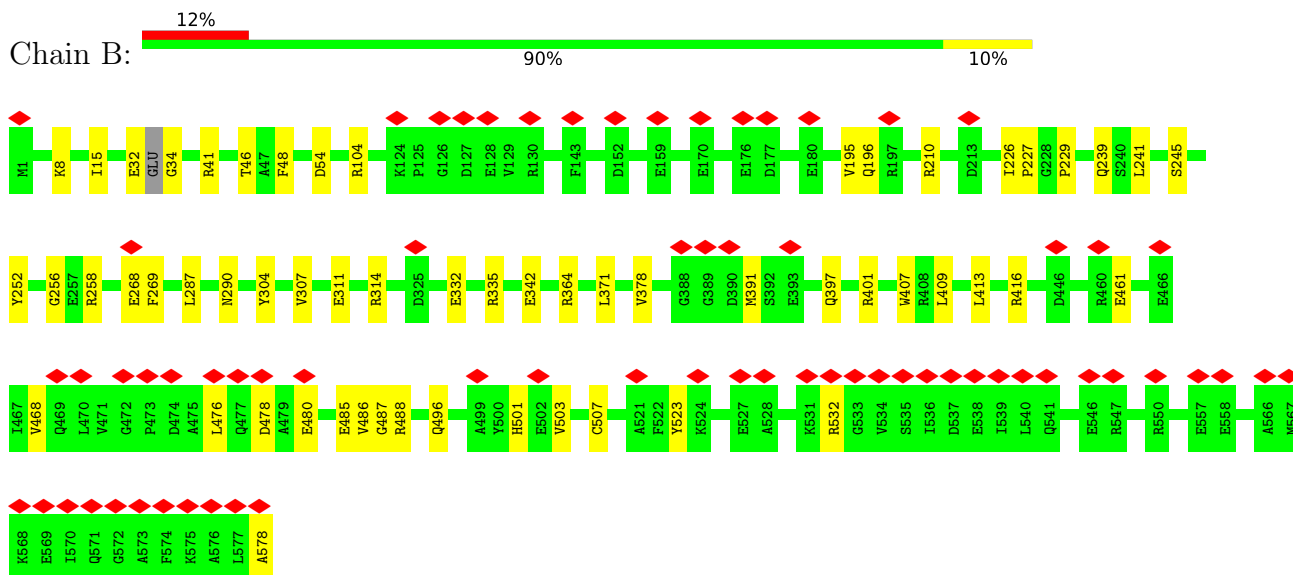 12%
Chain B:
90% 10%
M1 K8 I15 E32 GLU G34 R41 T46 A47 F48 D54 R104 K124 P125 G126 D127 E128 V129 R130 F143 D152 E159 E170 E176 D177 E180 V195 Q196 R197 R210 D213 I226 P227 G228 P229 Q239 S240 L241 S245
Y252 G256 E257 R258 E268 F269 L287 N290 Y304 V307 E311 R314 D325 E332 R335 E342 R364 L371 V378 G388 G389 D390 M391 S392 E393 Q397 R401 W407 R408 L409 L413 R416 D446 R460 E461 E466
I467 V468 Q469 L470 V471 G472 P473 D474 A475 L476 Q477 D478 A479 E480 E485 V486 G487 R488 Q496 A499 Y500 H501 E502 V503 C507 A521 F522 Y523 K524 E527 A528 K531 R532 G533 V534 S535 I536 D537 E538 I539 L540 Q541 E546 R547 R550 E557 E558 A566 M567
K568 E569 I570 Q571 G572 A573 F574 K575 A576 L577 A578